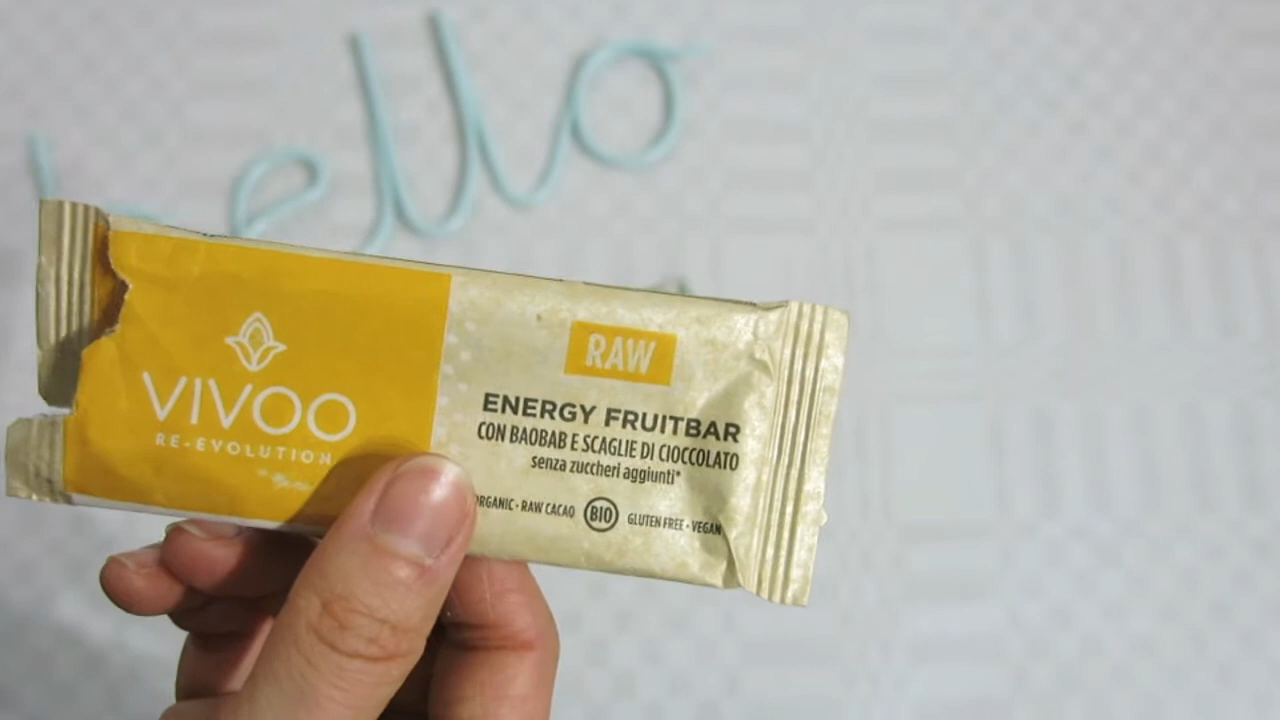 hello
VIVOO
RE-EVOLUTION
RAW
ENERGY FRUITBAR
CON BAOBAB E SCAGLIE DI CIOCCOLATO
senza zuccheri aggiunti*
ORGANIC • RAW CACAO BIO GLUTEN FREE • VEGAN